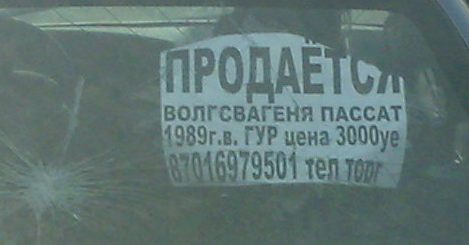 ПРОДАЁТСЯ
ВОЛГСВАГЕНЯ ПАССАТ
1989г.в. ГУР цена 3000уе
87016979501 тел торг